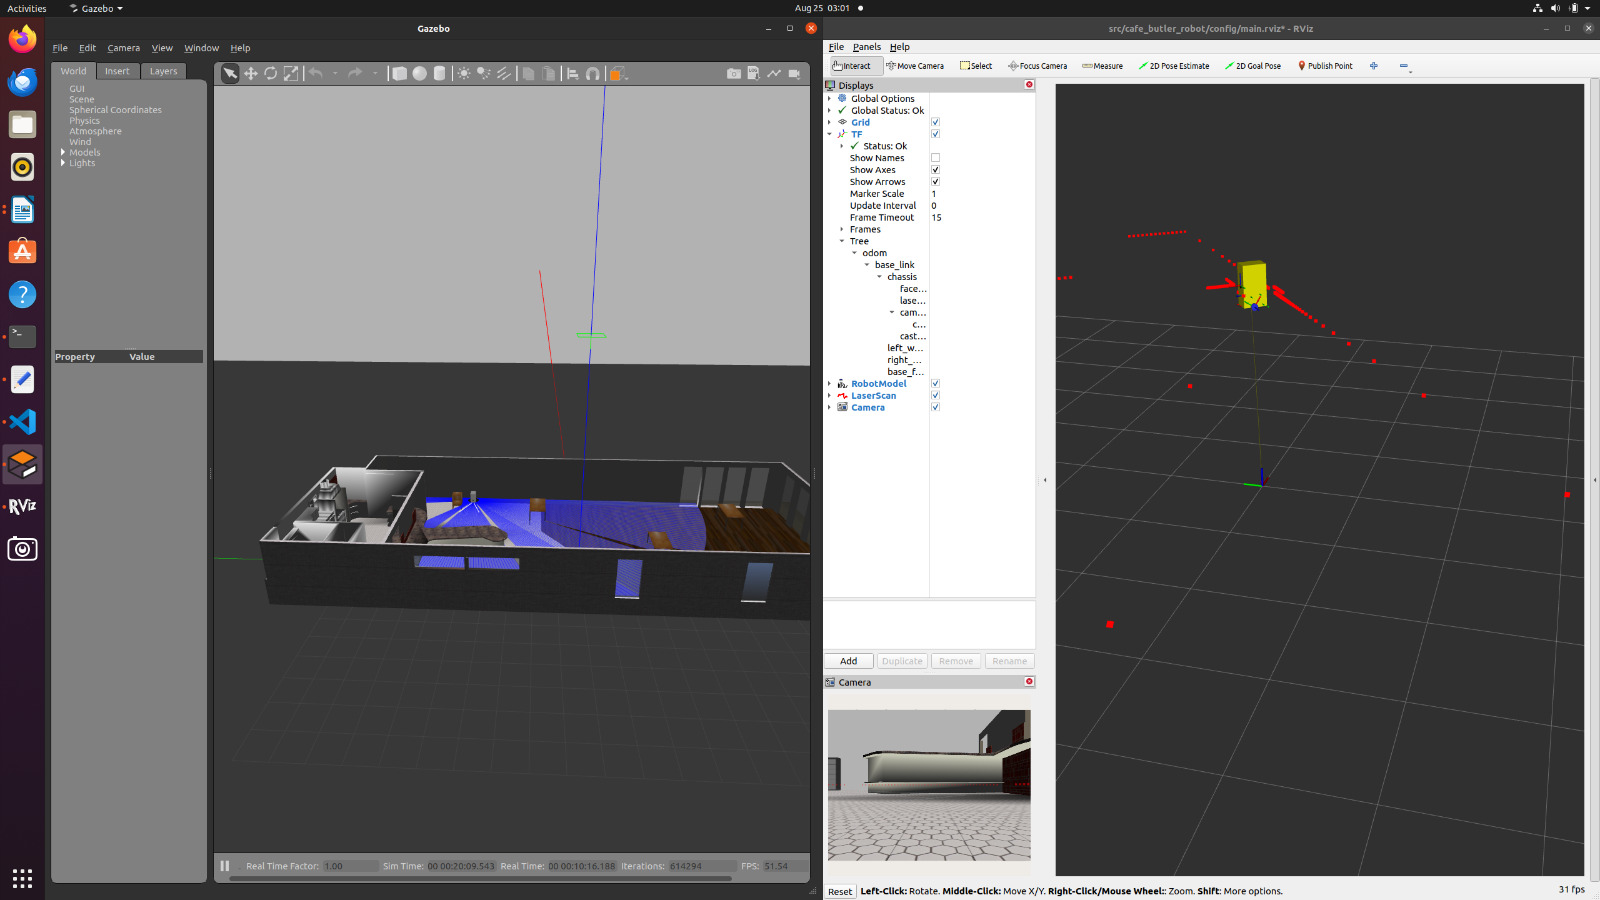 Activities
Gazebo
Aug 25 03:01
Gazebo
File Edit Camera View Window Help
World Insert Layers
GUI
Scene
Spherical Coordinates
Physics
Atmosphere
Wind
Models
Lights
Property Value
Real Time Factor: 1.00 Sim Time: 00 00:20:09.543 Real Time: 00 00:10:16.188 Iterations: 614294 FPS: 51.54
src/cafe_butler_robot/config/main.rviz* - RViz
File Panels Help
Interact Move Camera Select Focus Camera Measure 2D Pose Estimate 2D Goal Pose Publish Point
Displays
Global Options
Global Status: Ok
Grid
TF
Status: Ok
Show Names
Show Axes
Show Arrows
Marker Scale 1
Update Interval 0
Frame Timeout 15
Frames
Tree
odom
base_link
chassis
face...
lase...
cam...
c...
cast...
left_w...
right_...
base_f...
RobotModel
LaserScan
Camera
Add Duplicate Remove Rename
Camera
Reset Left-Click: Rotate. Middle-Click: Move X/Y. Right-Click/Mouse Wheel:: Zoom. Shift: More options.
31 fps
RViz